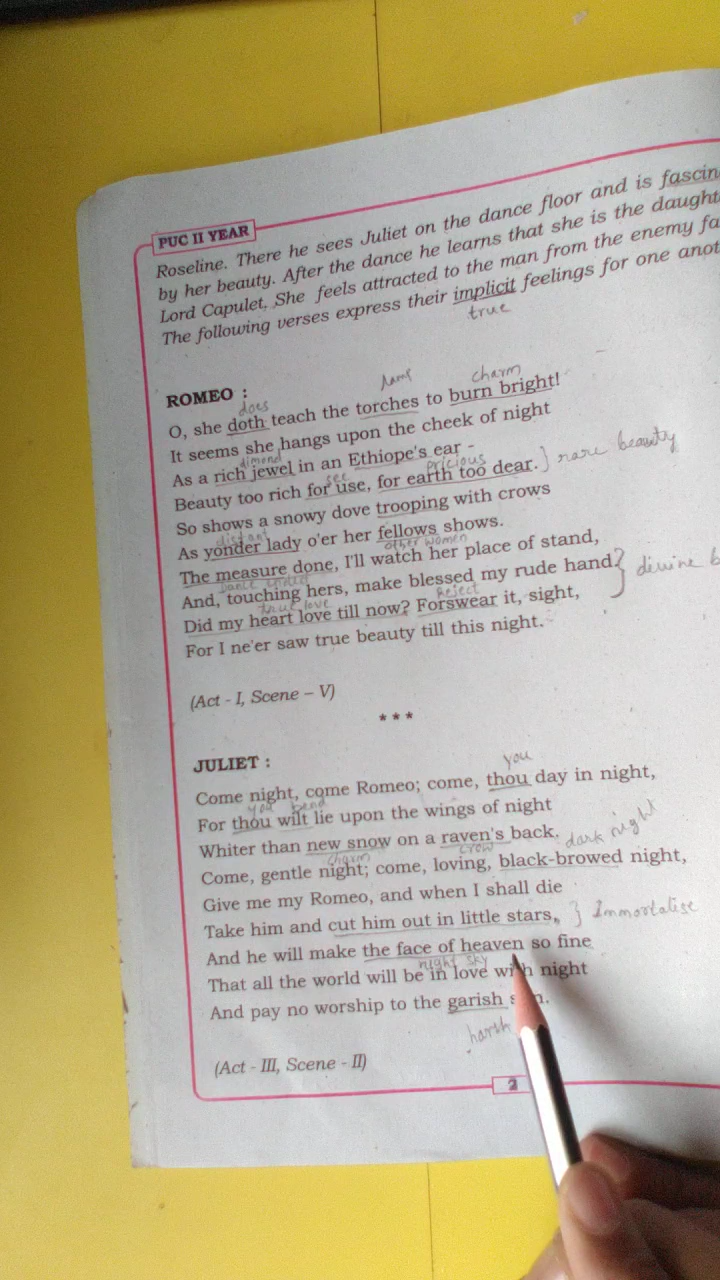 PUC II YEAR
Roseline. There he sees Juliet on the dance floor and is fascin
by her beauty. After the dance he learns that she is the daught
Lord Capulet. She feels attracted to the man from the enemy fa
The following verses express their implicit feelings for one anot
true
ROMEO :
does charm
O, she doth teach the torches to burn bright!
It seems she hangs upon the cheek of night
dimend
As a rich jewel in an Ethiope's ear -
see pricious
Beauty too rich for use, for earth too dear. } rare beauty
So shows a snowy dove trooping with crows
distant
As yonder lady o'er her fellows shows.
other women
The measure done, I'll watch her place of stand,
Dance
And, touching hers, make blessed my rude hand? } divine b
true love Reject
Did my heart love till now? Forswear it, sight,
For I ne'er saw true beauty till this night.
(Act - I, Scene – V)
***
JULIET :
you
Come night, come Romeo; come, thou day in night,
you bend
For thou wilt lie upon the wings of night
Whiter than new snow on a raven's back.
charm crow dark night
Come, gentle night; come, loving, black-browed night,
Give me my Romeo, and when I shall die
Take him and cut him out in little stars, } Immortalise
And he will make the face of heaven so fine
night sky
That all the world will be in love with night
And pay no worship to the garish
harsh
(Act - III, Scene - II)
2